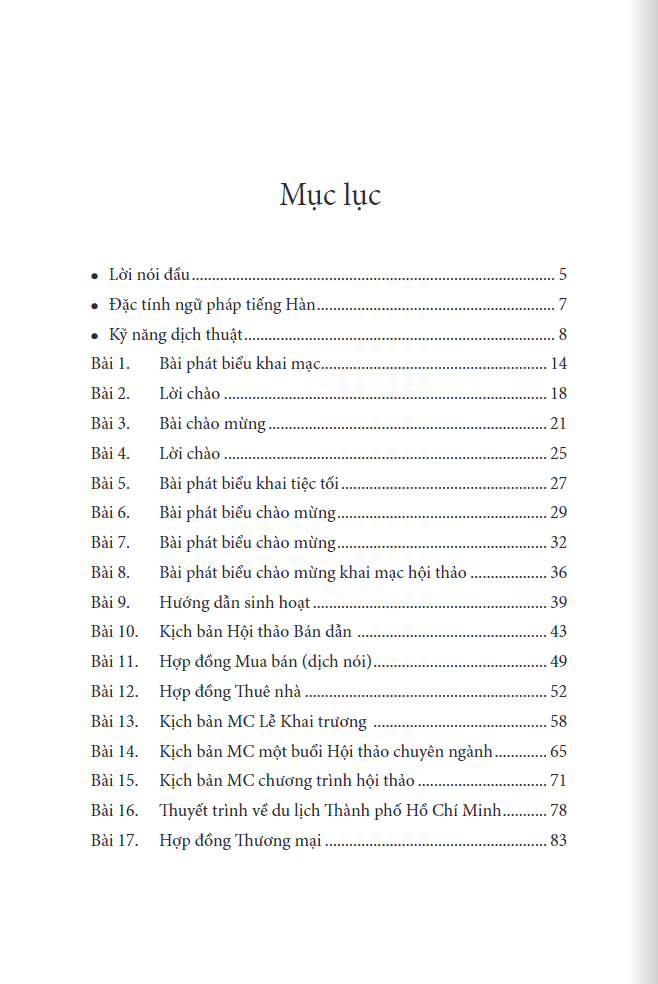 Mục lục
• Lời nói đầu................................................................................ 5
• Đặc tính ngữ pháp tiếng Hàn.................................................... 7
• Kỹ năng dịch thuật.................................................................... 8
Bài 1. Bài phát biểu khai mạc.................................................. 14
Bài 2. Lời chào ....................................................................... 18
Bài 3. Bài chào mừng............................................................. 21
Bài 4. Lời chào ....................................................................... 25
Bài 5. Bài phát biểu khai tiệc tối............................................. 27
Bài 6. Bài phát biểu chào mừng.............................................. 29
Bài 7. Bài phát biểu chào mừng.............................................. 32
Bài 8. Bài phát biểu chào mừng khai mạc hội thảo ................. 36
Bài 9. Hướng dẫn sinh hoạt.................................................... 39
Bài 10. Kịch bản Hội thảo Bán dẫn ......................................... 43
Bài 11. Hợp đồng Mua bán (dịch nói)...................................... 49
Bài 12. Hợp đồng Thuê nhà ..................................................... 52
Bài 13. Kịch bản MC Lễ Khai trương ...................................... 58
Bài 14. Kịch bản MC một buổi Hội thảo chuyên ngành............ 65
Bài 15. Kịch bản MC chương trình hội thảo ............................. 71
Bài 16. Thuyết trình về du lịch Thành phố Hồ Chí Minh.......... 78
Bài 17. Hợp đồng Thương mại ................................................. 83